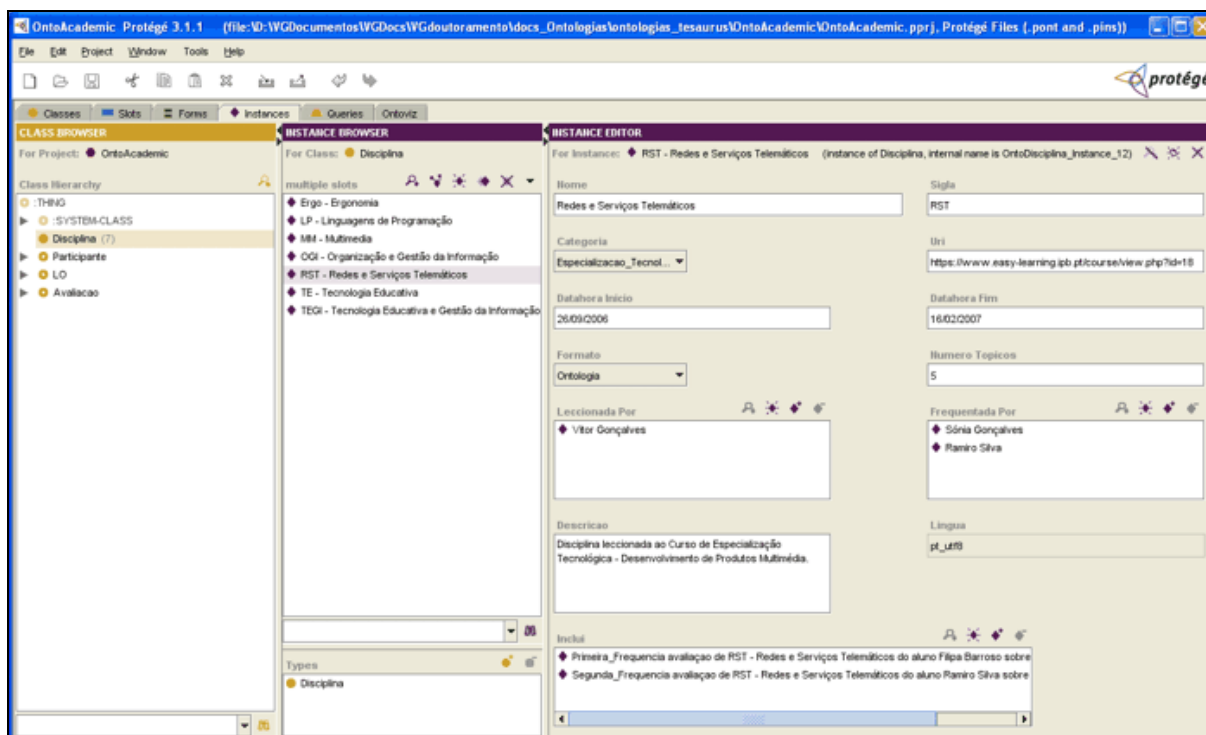 OntoAcademic Protégé 3.1.1 (file:\D:\VGDocumentos\VGDocs\VGdoutoramento\docs_Ontologias\ontologias_tesaurus\OntoAcademic\OntoAcademic.pprj, Protégé Files (.pont and .pins))
File Edit Project Window Tools Help
protégé
Classes Slots Forms Instances Queries Ontoviz
CLASS BROWSER
For Project: OntoAcademic
Class Hierarchy
:THING
:SYSTEM-CLASS
Disciplina (7)
Participante
LO
Avaliacao
INSTANCE BROWSER
For Class: Disciplina
multiple slots
Ergo - Ergonomia
LP - Linguagens de Programação
MM - Multimedia
OGI - Organização e Gestão da Informação
RST - Redes e Serviços Telemáticos
TE - Tecnologia Educativa
TEGI - Tecnologia Educativa e Gestão da Informação
Types
Disciplina
INSTANCE EDITOR
For Instance: RST - Redes e Serviços Telemáticos (instance of Disciplina, internal name is OntoDisciplina_Instance_12)
Nome Sigla
Redes e Serviços Telemáticos RST
Categoria Uri
Especializacao_Tecnol... https://www.easy-learning.ipb.pt/course/view.php?id=18
Datahora Inicio Datahora Fim
26/09/2006 16/02/2007
Formato Numero Topicos
Ontologia 5
Leccionada Por Frequentada Por
Vitor Gonçalves Sónia Gonçalves
Ramiro Silva
Descricao Lingua
Disciplina leccionada ao Curso de Especialização pt_utf8
Tecnológica - Desenvolvimento de Produtos Multimédia.
Inclui
Primeira_Frequencia avaliaçao de RST - Redes e Serviços Telemáticos do aluno Filipa Barroso sobre
Segunda_Frequencia avaliaçao de RST - Redes e Serviços Telemáticos do aluno Ramiro Silva sobre